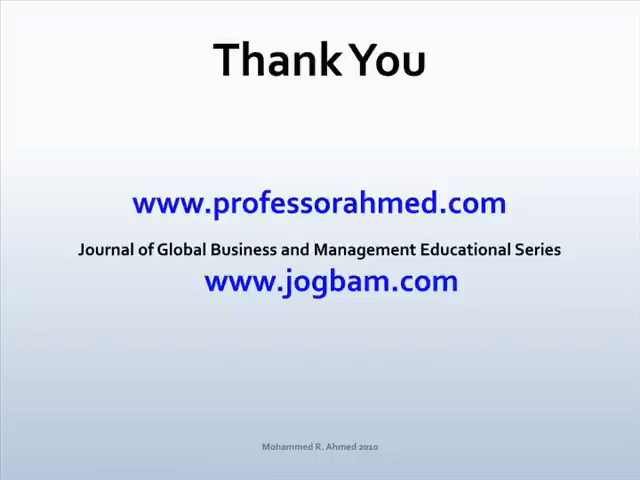 Thank You
www.professorahmed.com
Journal of Global Business and Management Educational Series
www.jogbam.com
Mohammed R. Ahmed 2010